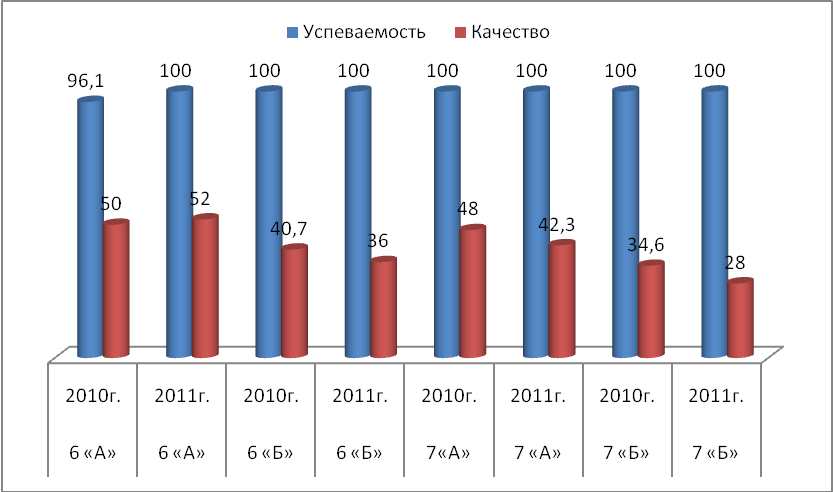 Успеваемость Качество
96,1 100 100 100 100 100 100 100
50 52 40,7 36 48 42,3 34,6 28
2010г. 2011г. 2010г. 2011г. 2010г. 2011г. 2010г. 2011г.
6 «А» 6 «А» 6 «Б» 6 «Б» 7«А» 7 «А» 7 «Б» 7 «Б»